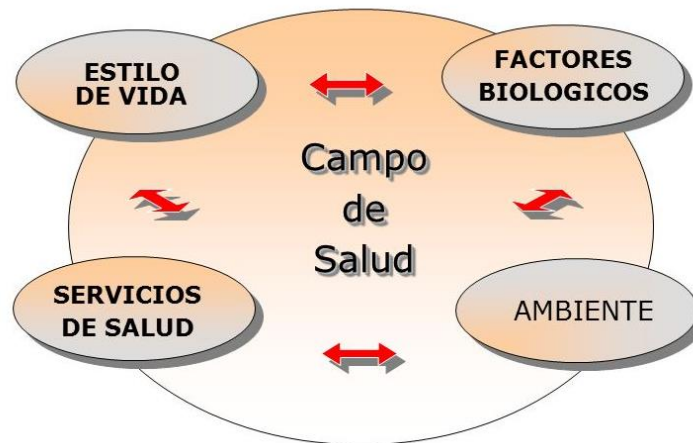 ESTILO
DE VIDA
FACTORES
BIOLOGICOS
Campo
de
Salud
SERVICIOS
DE SALUD
AMBIENTE